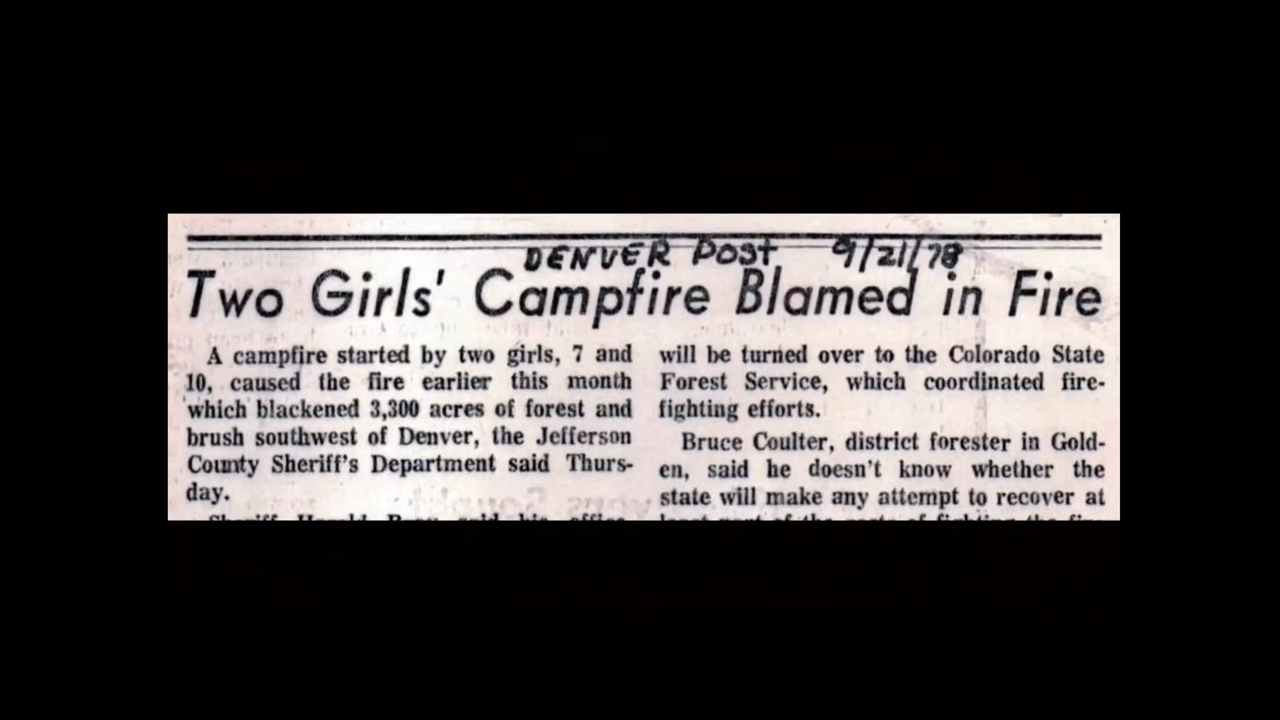 DENVER Post 9/21/78
Two Girls' Campfire Blamed in Fire
A campfire started by two girls, 7 and
10, caused the fire earlier this month
which blackened 3,300 acres of forest and
brush southwest of Denver, the Jefferson
County Sheriff's Department said Thurs-
day.
will be turned over to the Colorado State
Forest Service, which coordinated fire-
fighting efforts.
Bruce Coulter, district forester in Gold-
en, said he doesn't know whether the
state will make any attempt to recover at